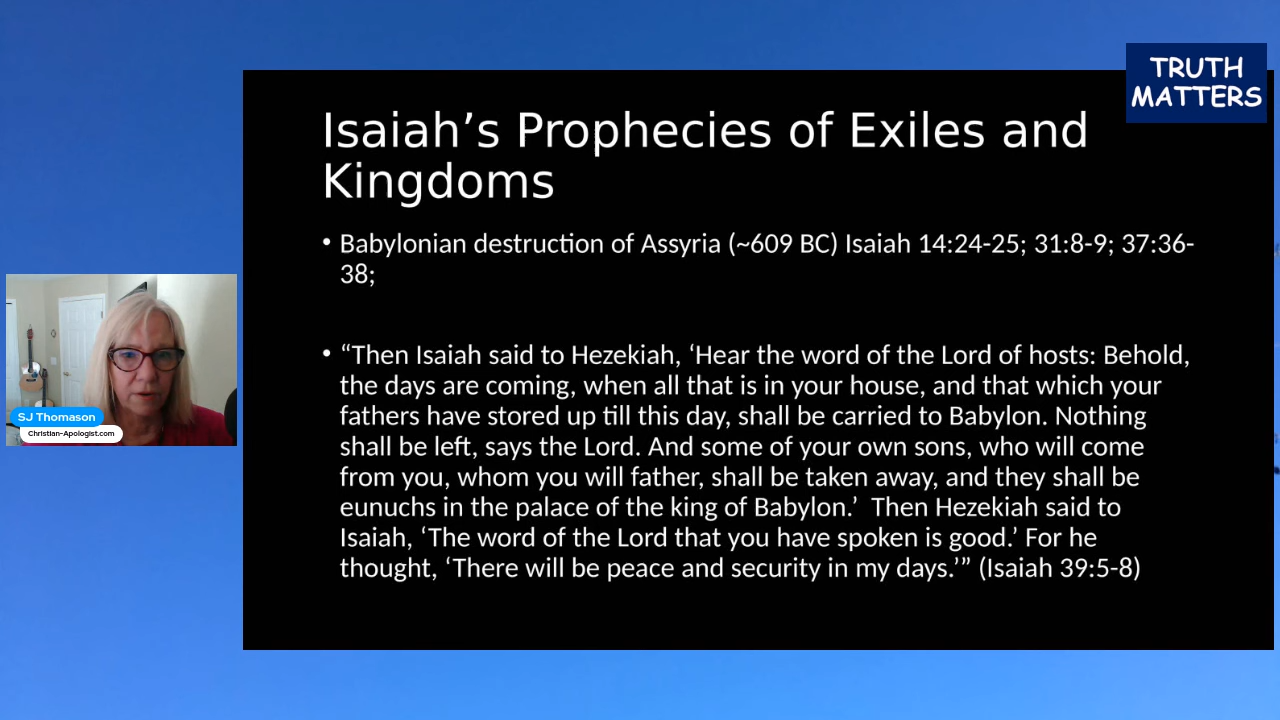 TRUTH
MATTERS
Isaiah’s Prophecies of Exiles and
Kingdoms
• Babylonian destruction of Assyria (~609 BC) Isaiah 14:24-25; 31:8-9; 37:36-
38;
• “Then Isaiah said to Hezekiah, ‘Hear the word of the Lord of hosts: Behold,
the days are coming, when all that is in your house, and that which your
fathers have stored up till this day, shall be carried to Babylon. Nothing
shall be left, says the Lord. And some of your own sons, who will come
from you, whom you will father, shall be taken away, and they shall be
eunuchs in the palace of the king of Babylon.’  Then Hezekiah said to
Isaiah, ‘The word of the Lord that you have spoken is good.’ For he
thought, ‘There will be peace and security in my days.’” (Isaiah 39:5-8)
SJ Thomason
Christian-Apologist.com